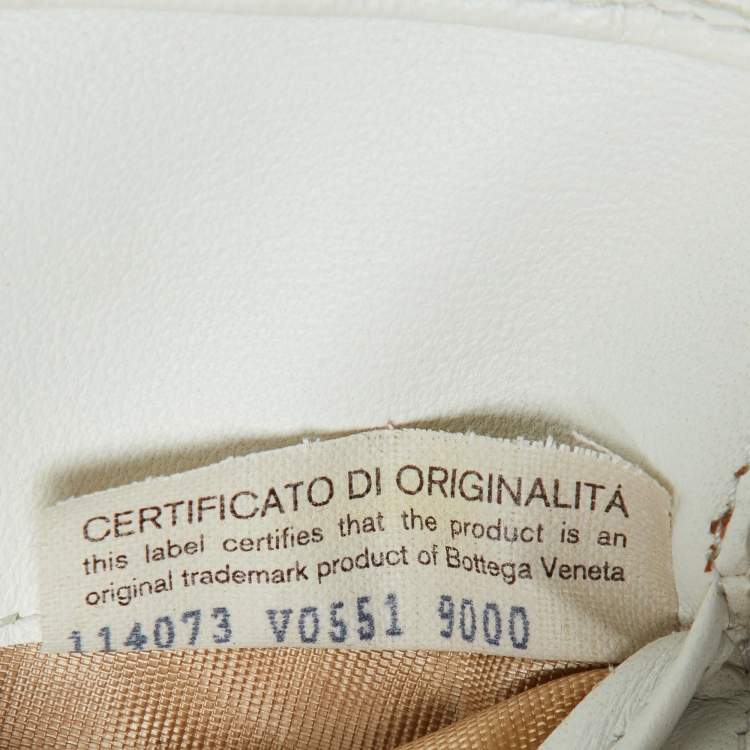 CERTIFICATO DI ORIGINALITÁ
this label certifies that the product is an
original trademark product of Bottega Veneta
114073 V0551 9000